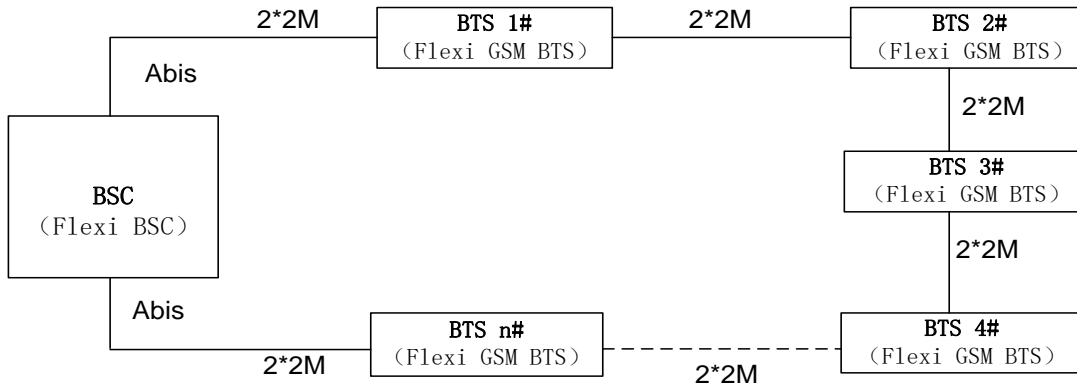 2*2M
BTS 1#
（Flexi GSM BTS）
2*2M
BTS 2#
（Flexi GSM BTS）
Abis
2*2M
BSC
（Flexi BSC）
BTS 3#
（Flexi GSM BTS）
2*2M
Abis
BTS n#
（Flexi GSM BTS）
BTS 4#
（Flexi GSM BTS）
2*2M
2*2M